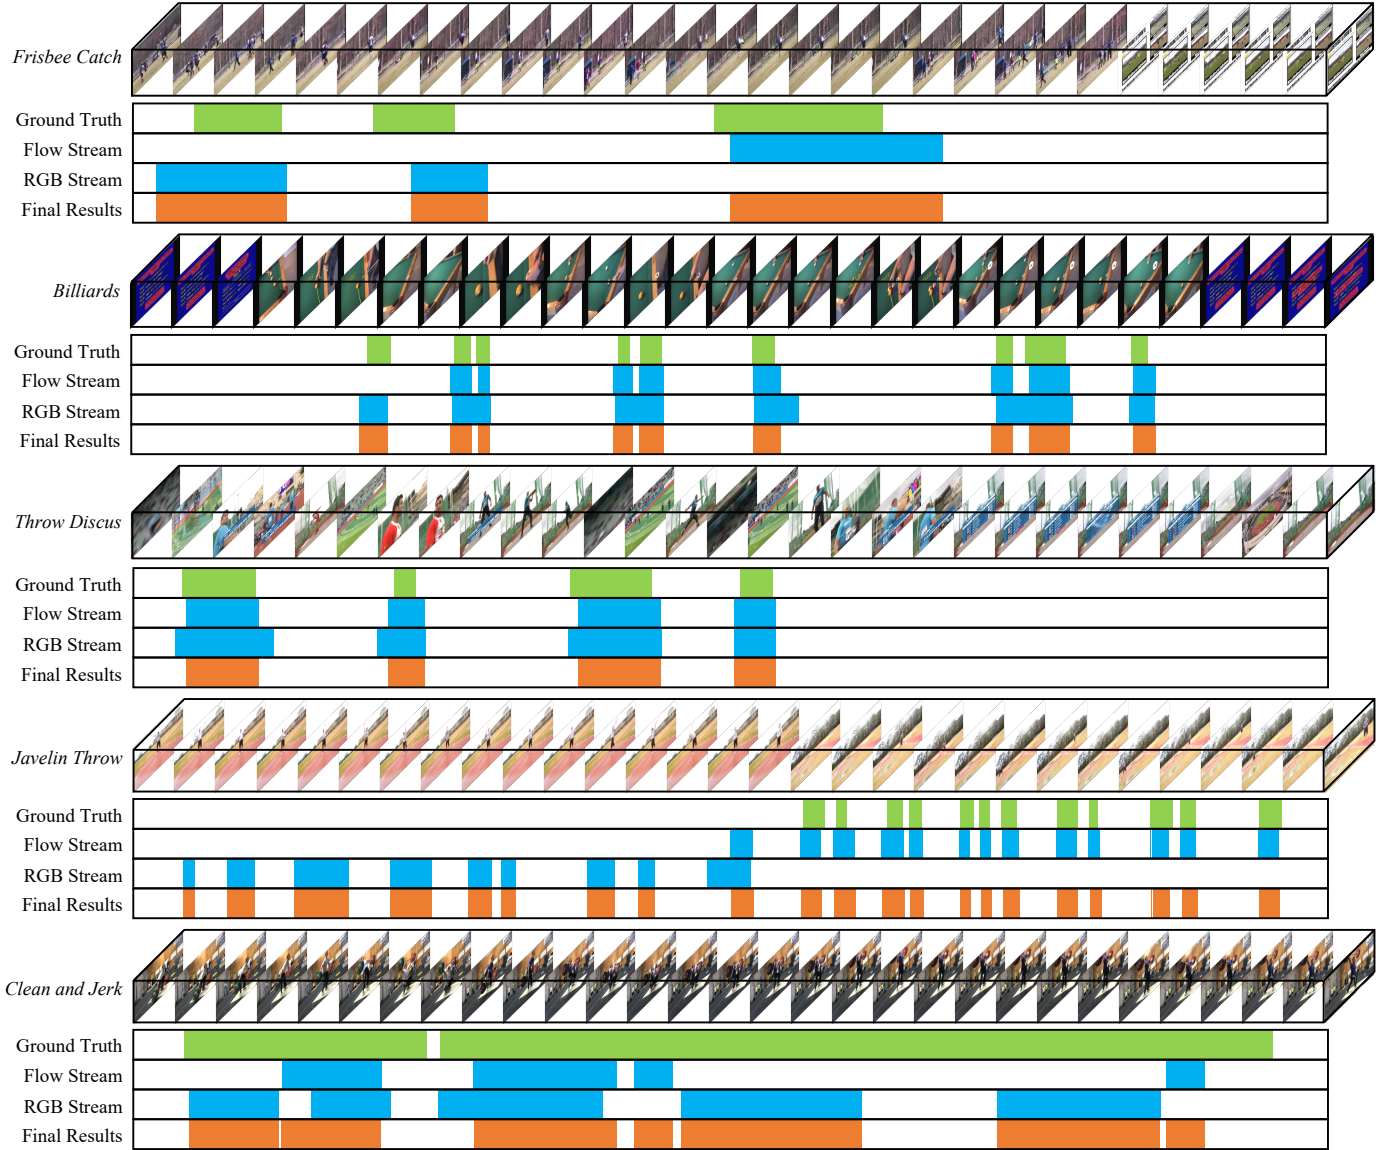 Frisbee Catch
Ground Truth
Flow Stream
RGB Stream
Final Results
Billiards
Ground Truth
Flow Stream
RGB Stream
Final Results
Throw Discus
Ground Truth
Flow Stream
RGB Stream
Final Results
Javelin Throw
Ground Truth
Flow Stream
RGB Stream
Final Results
Clean and Jerk
Ground Truth
Flow Stream
RGB Stream
Final Results